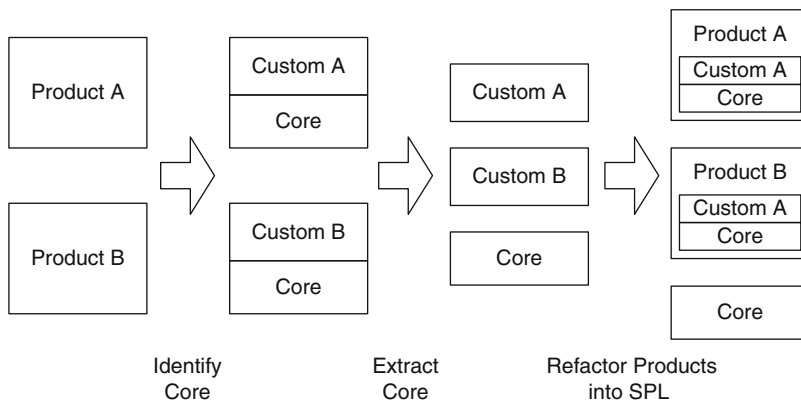 Product A
Product B
Custom A
Core
Custom B
Core
Custom A
Custom B
Core
Product A
Custom A
Core
Product B
Custom A
Core
Core
Identify
Core
Extract
Core
Refactor Products
into SPL